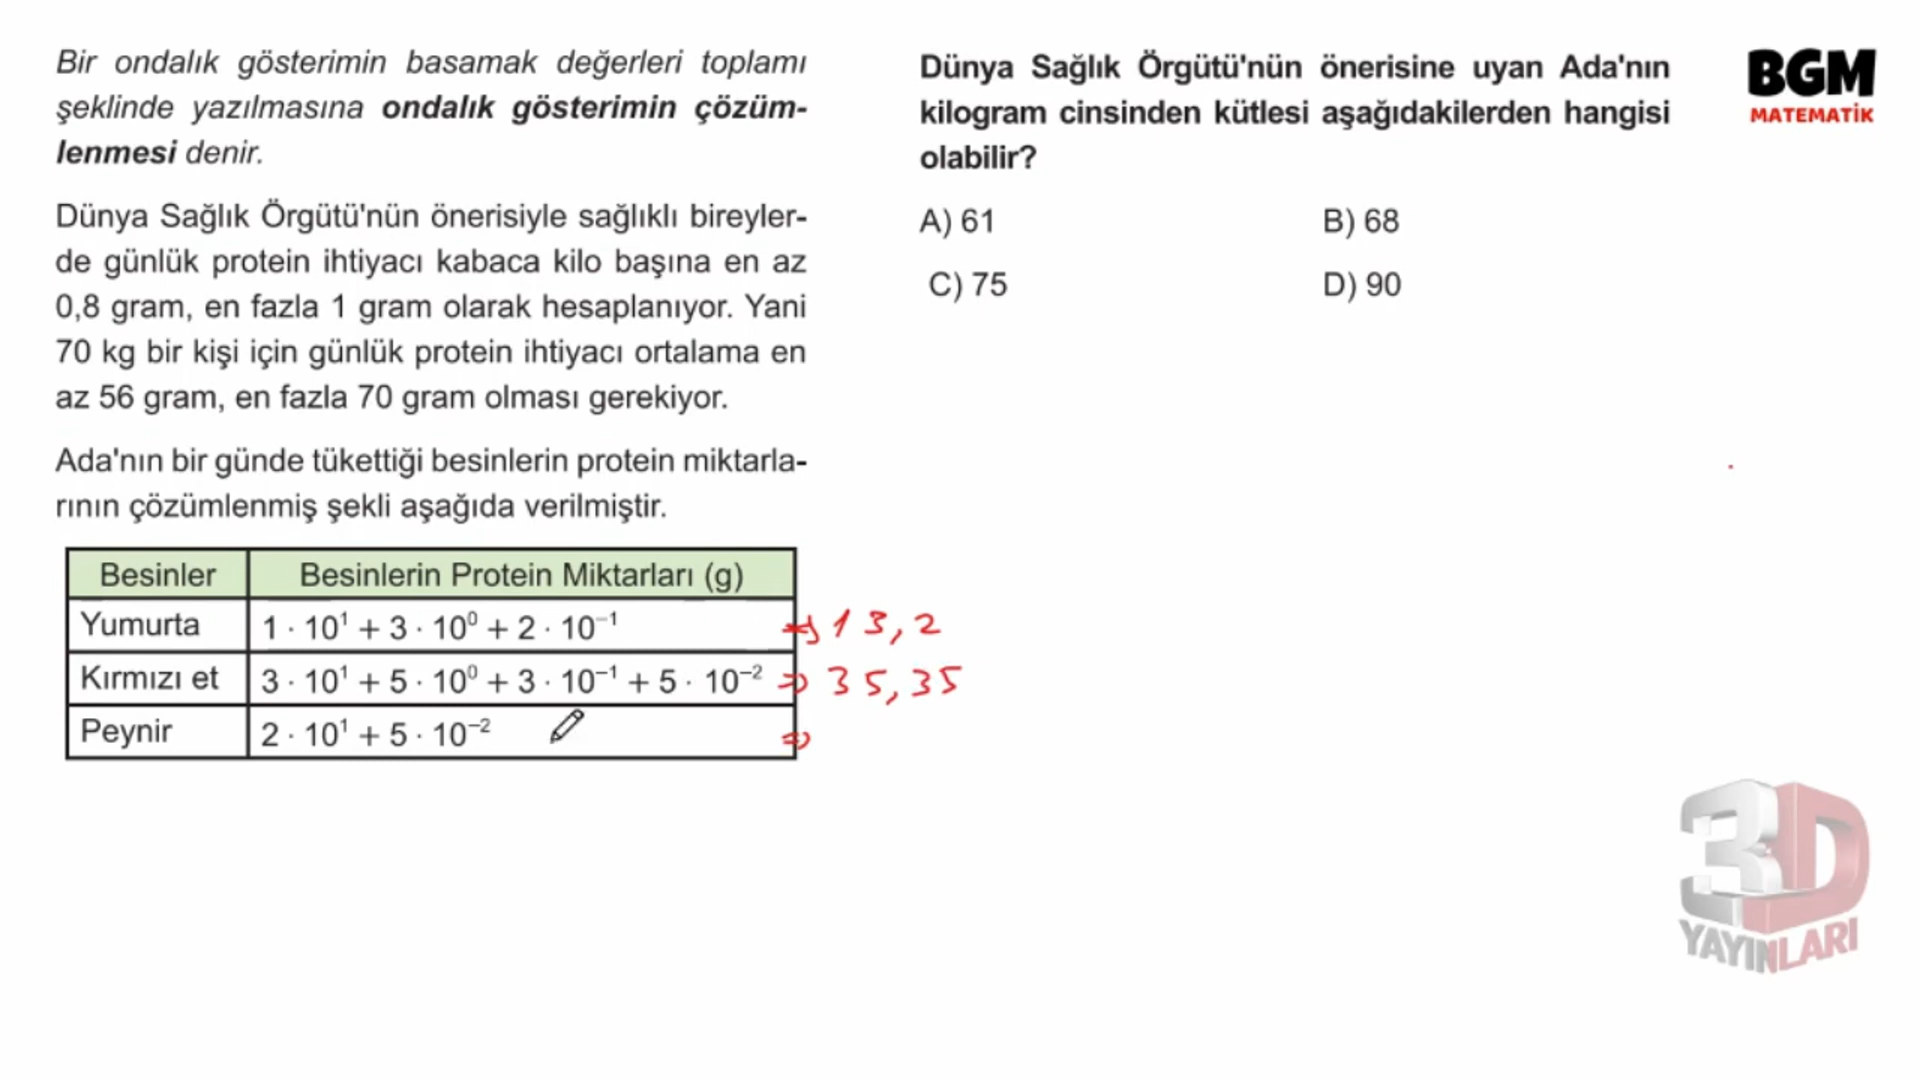 Bir ondalık gösterimin basamak değerleri toplamı
şeklinde yazılmasına ondalık gösterimin çözüm-
lenmesi denir.
Dünya Sağlık Örgütü'nün önerisiyle sağlıklı bireyler-
de günlük protein ihtiyacı kabaca kilo başına en az
0,8 gram, en fazla 1 gram olarak hesaplanıyor. Yani
70 kg bir kişi için günlük protein ihtiyacı ortalama en
az 56 gram, en fazla 70 gram olması gerekiyor.
Ada'nın bir günde tükettiği besinlerin protein miktarla-
rının çözümlenmiş şekli aşağıda verilmiştir.
Besinler Besinlerin Protein Miktarları (g)
Yumurta 1 · 10¹ + 3 · 10⁰ + 2 · 10⁻¹ ⇒ 13,2
Kırmızı et 3 · 10¹ + 5 · 10⁰ + 3 · 10⁻¹ + 5 · 10⁻² ⇒ 35,35
Peynir 2 · 10¹ + 5 · 10⁻² ⇒
Dünya Sağlık Örgütü'nün önerisine uyan Ada'nın
kilogram cinsinden kütlesi aşağıdakilerden hangisi
olabilir?
A) 61 B) 68
C) 75 D) 90
BGM
MATEMATİK
3D
YAYINLARI